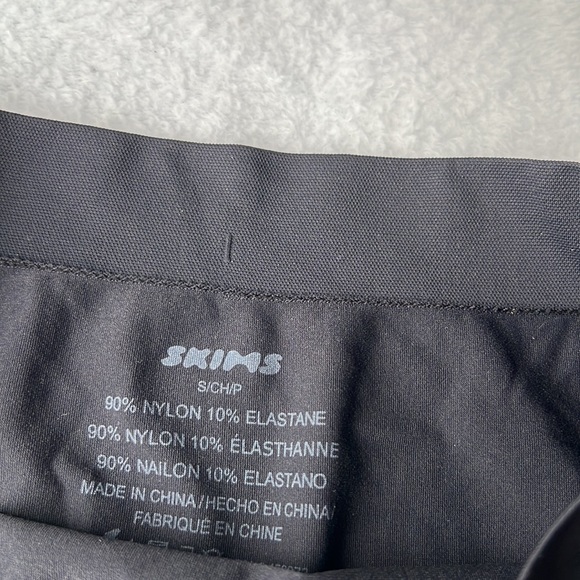 SKIMS
S/CH/P
90% NYLON 10% ELASTANE
90% NYLON 10% ÉLASTHANNE
90% NAILON 10% ELASTANO
MADE IN CHINA/HECHO EN CHINA/
FABRIQUÉ EN CHINE